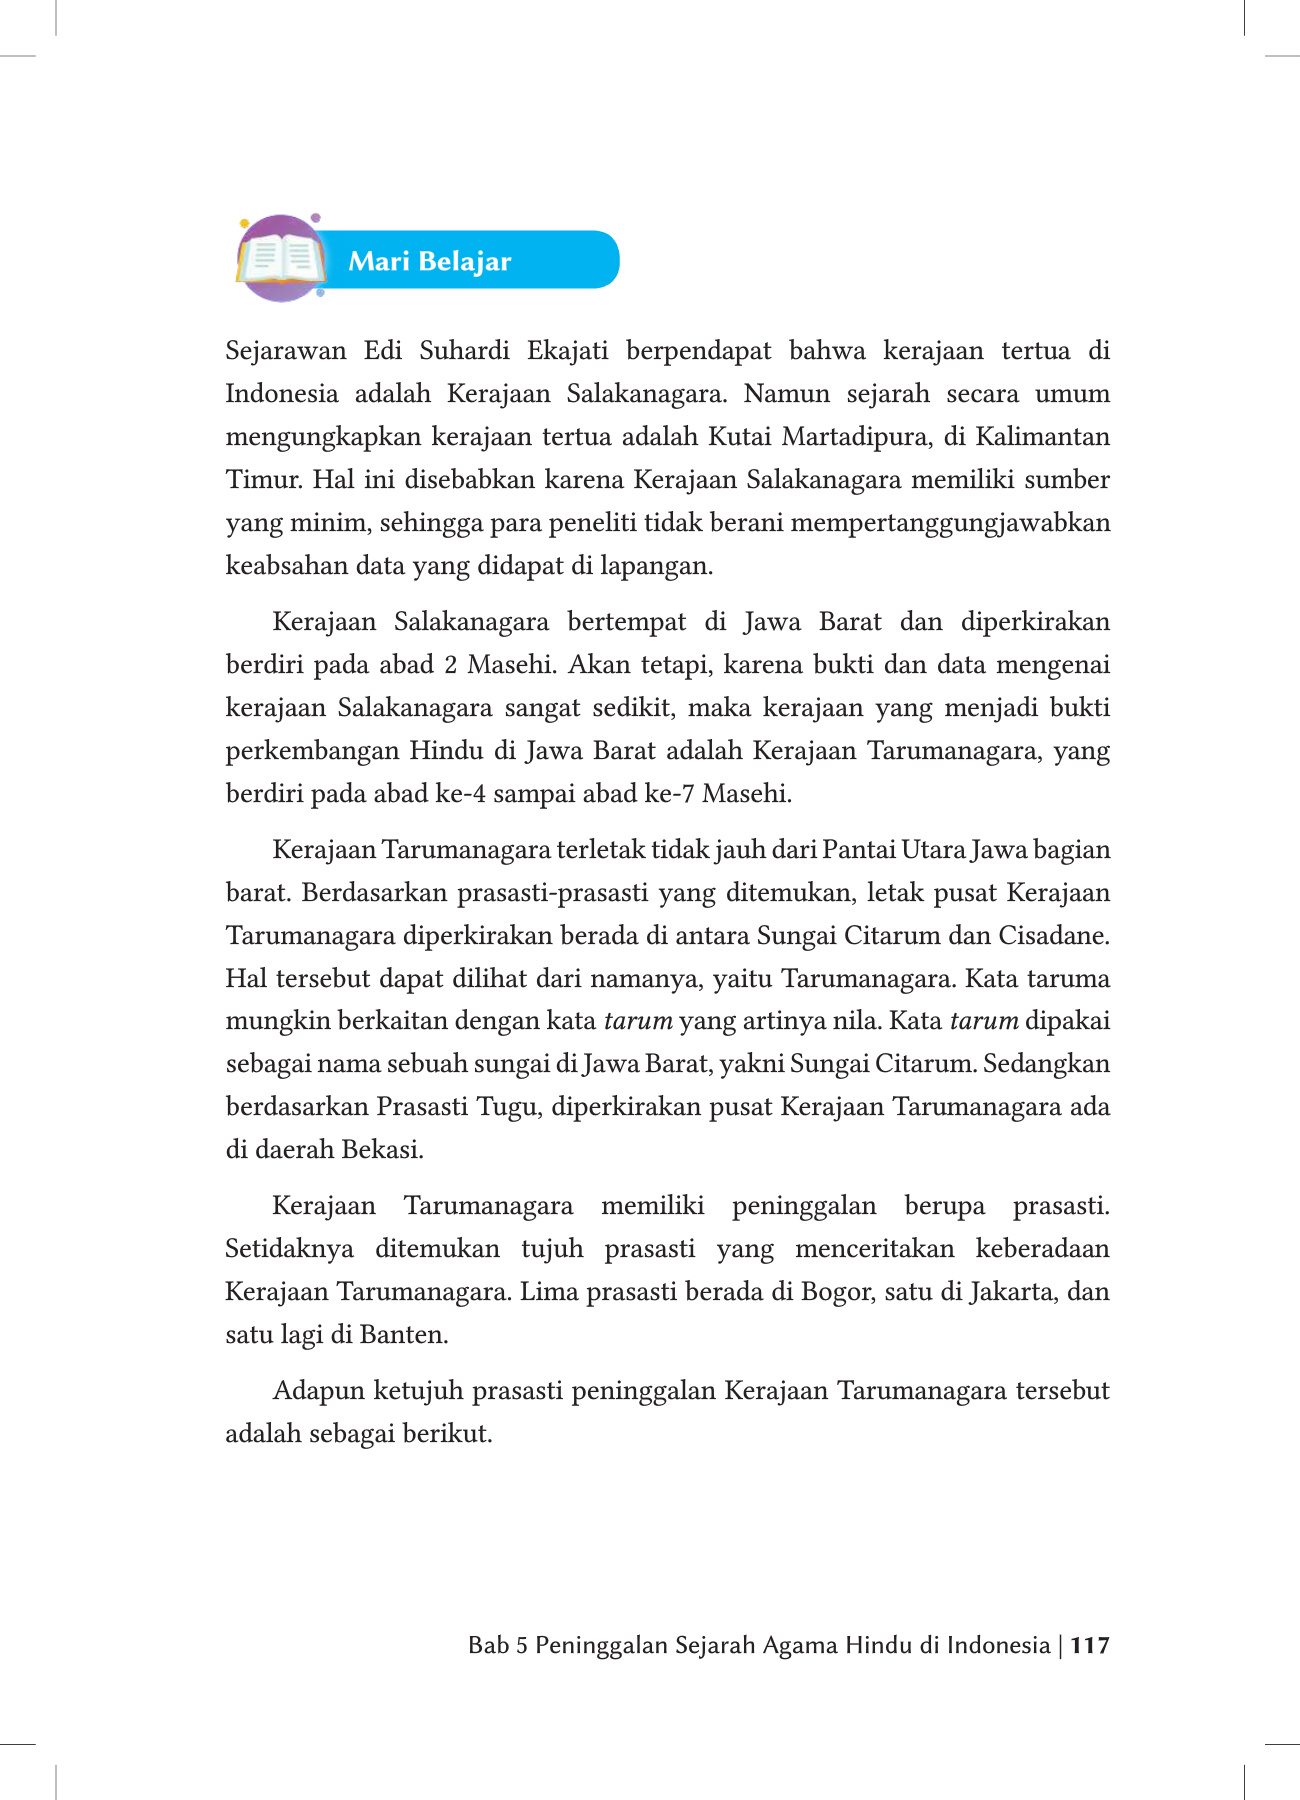 Mari Belajar
Sejarawan Edi Suhardi Ekajati berpendapat bahwa kerajaan tertua di
Indonesia adalah Kerajaan Salakanagara. Namun sejarah secara umum
mengungkapkan kerajaan tertua adalah Kutai Martadipura, di Kalimantan
Timur. Hal ini disebabkan karena Kerajaan Salakanagara memiliki sumber
yang minim, sehingga para peneliti tidak berani mempertanggungjawabkan
keabsahan data yang didapat di lapangan.
Kerajaan Salakanagara bertempat di Jawa Barat dan diperkirakan
berdiri pada abad 2 Masehi. Akan tetapi, karena bukti dan data mengenai
kerajaan Salakanagara sangat sedikit, maka kerajaan yang menjadi bukti
perkembangan Hindu di Jawa Barat adalah Kerajaan Tarumanagara, yang
berdiri pada abad ke-4 sampai abad ke-7 Masehi.
Kerajaan Tarumanagara terletak tidak jauh dari Pantai Utara Jawa bagian
barat. Berdasarkan prasasti-prasasti yang ditemukan, letak pusat Kerajaan
Tarumanagara diperkirakan berada di antara Sungai Citarum dan Cisadane.
Hal tersebut dapat dilihat dari namanya, yaitu Tarumanagara. Kata taruma
mungkin berkaitan dengan kata tarum yang artinya nila. Kata tarum dipakai
sebagai nama sebuah sungai di Jawa Barat, yakni Sungai Citarum. Sedangkan
berdasarkan Prasasti Tugu, diperkirakan pusat Kerajaan Tarumanagara ada
di daerah Bekasi.
Kerajaan Tarumanagara memiliki peninggalan berupa prasasti.
Setidaknya ditemukan tujuh prasasti yang menceritakan keberadaan
Kerajaan Tarumanagara. Lima prasasti berada di Bogor, satu di Jakarta, dan
satu lagi di Banten.
Adapun ketujuh prasasti peninggalan Kerajaan Tarumanagara tersebut
adalah sebagai berikut.
Bab 5 Peninggalan Sejarah Agama Hindu di Indonesia | 117